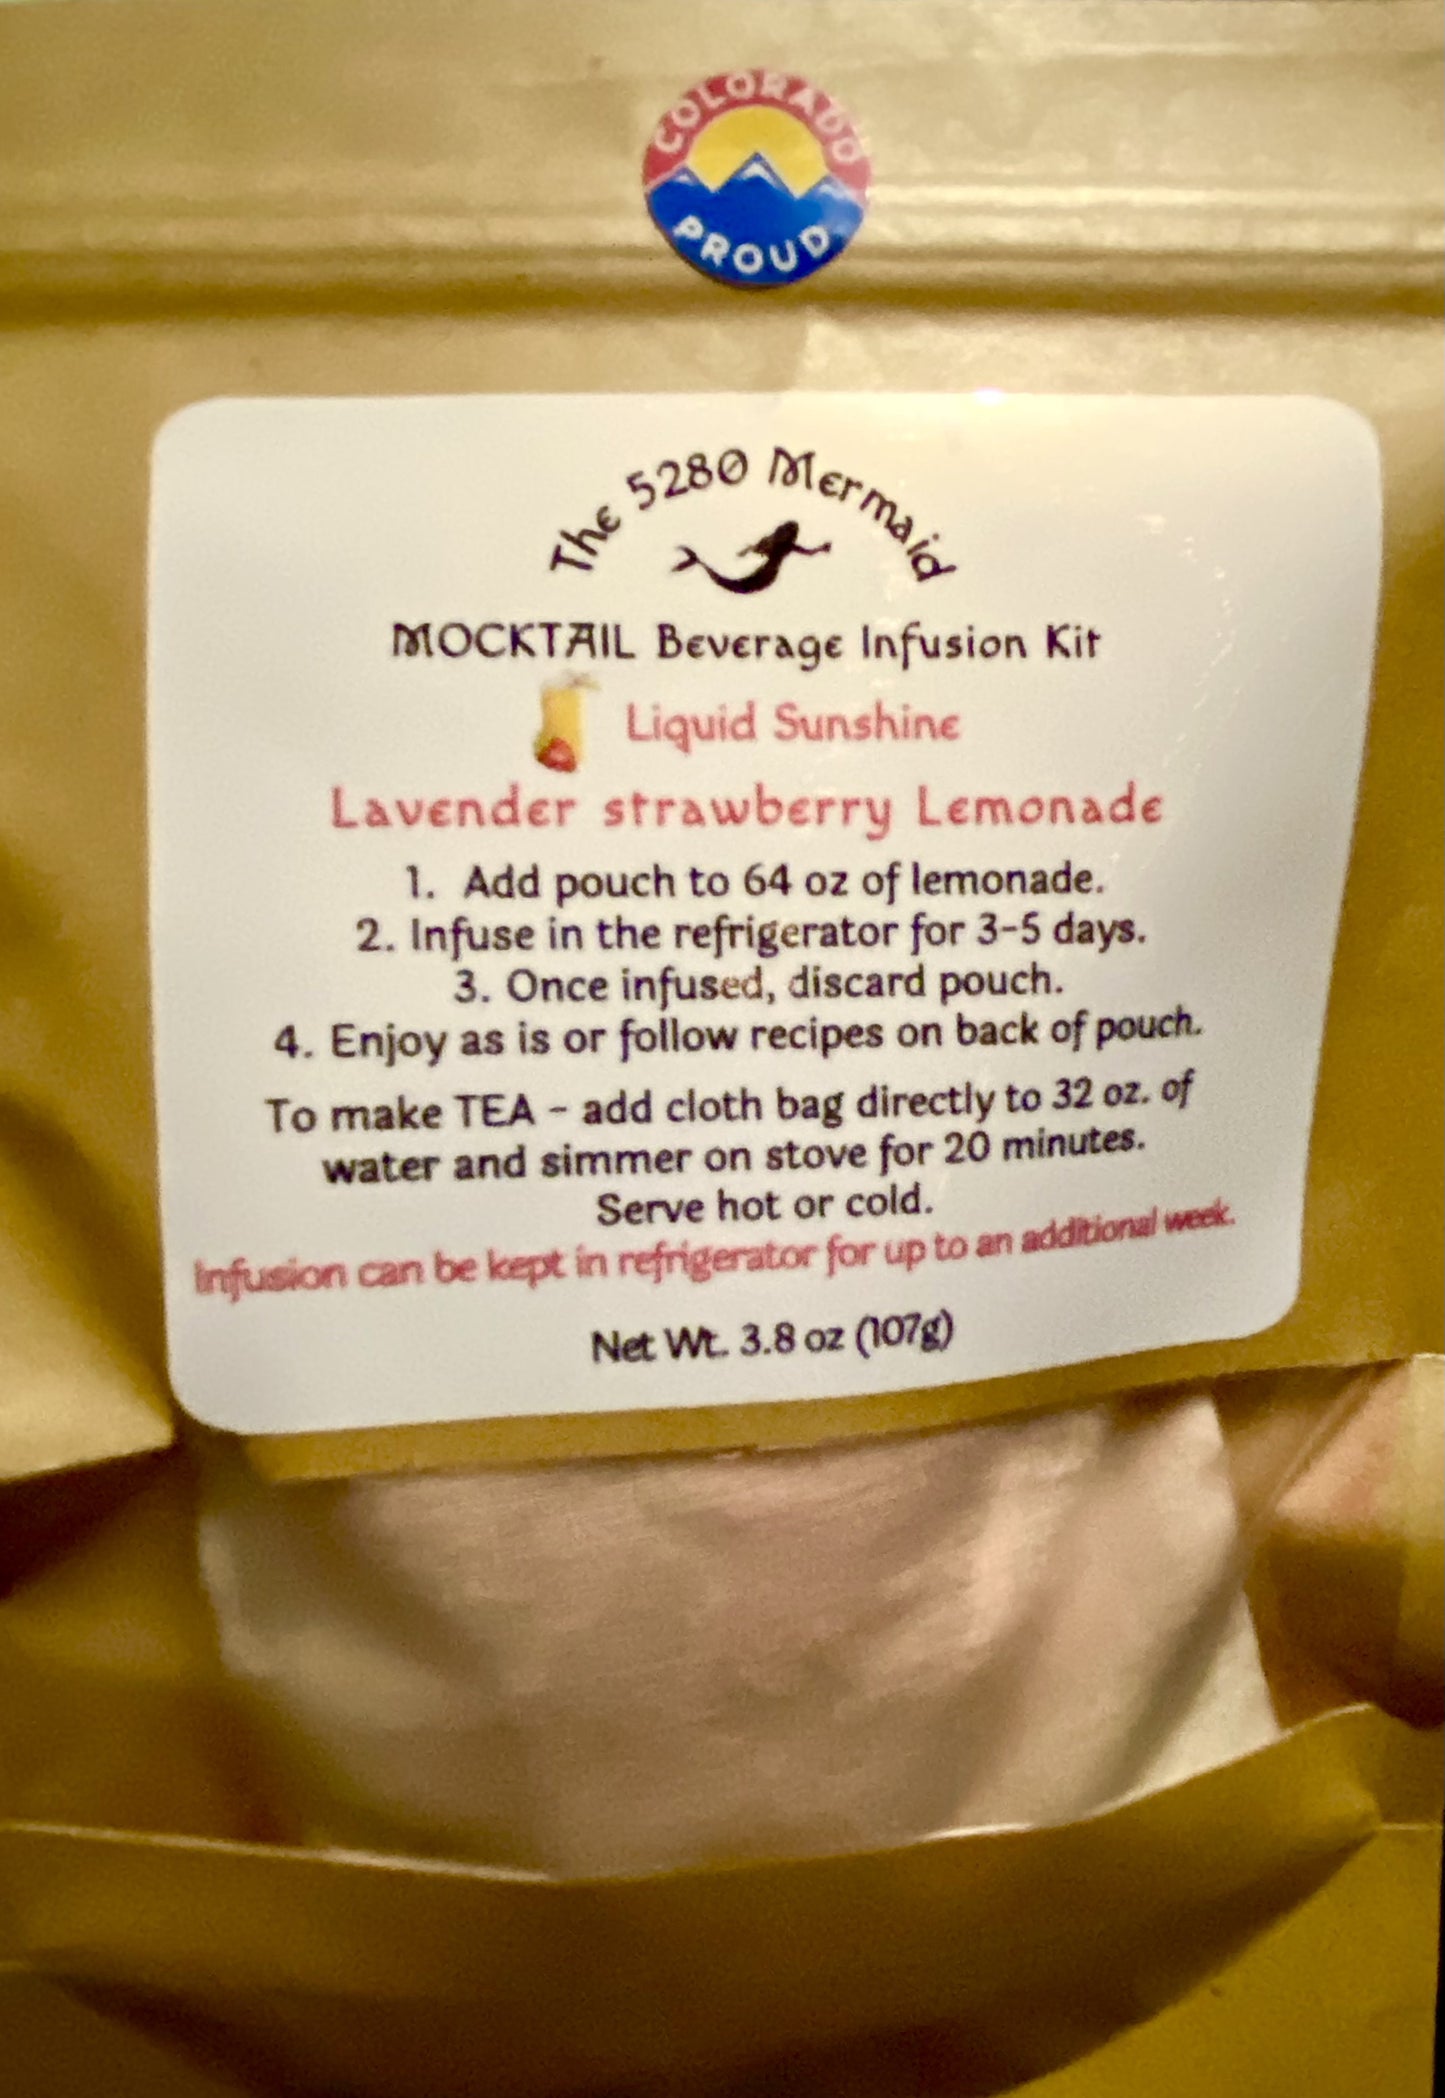 COLORADO
PROUD
The 5280 Mermaid
MOCKTAIL Beverage Infusion Kit
Liquid Sunshine
Lavender strawberry Lemonade
1. Add pouch to 64 oz of lemonade.
2. Infuse in the refrigerator for 3-5 days.
3. Once infused, discard pouch.
4. Enjoy as is or follow recipes on back of pouch.
To make TEA - add cloth bag directly to 32 oz. of
water and simmer on stove for 20 minutes.
Serve hot or cold.
Infusion can be kept in refrigerator for up to an additional week.
Net Wt. 3.8 oz (107g)